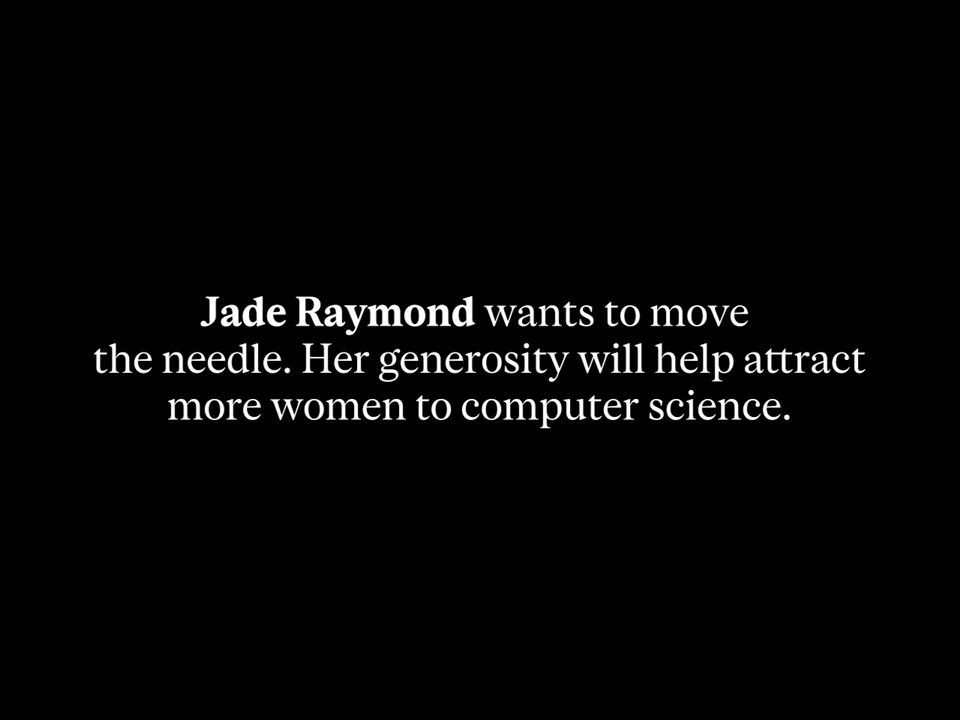 Jade Raymond wants to move
the needle. Her generosity will help attract
more women to computer science.